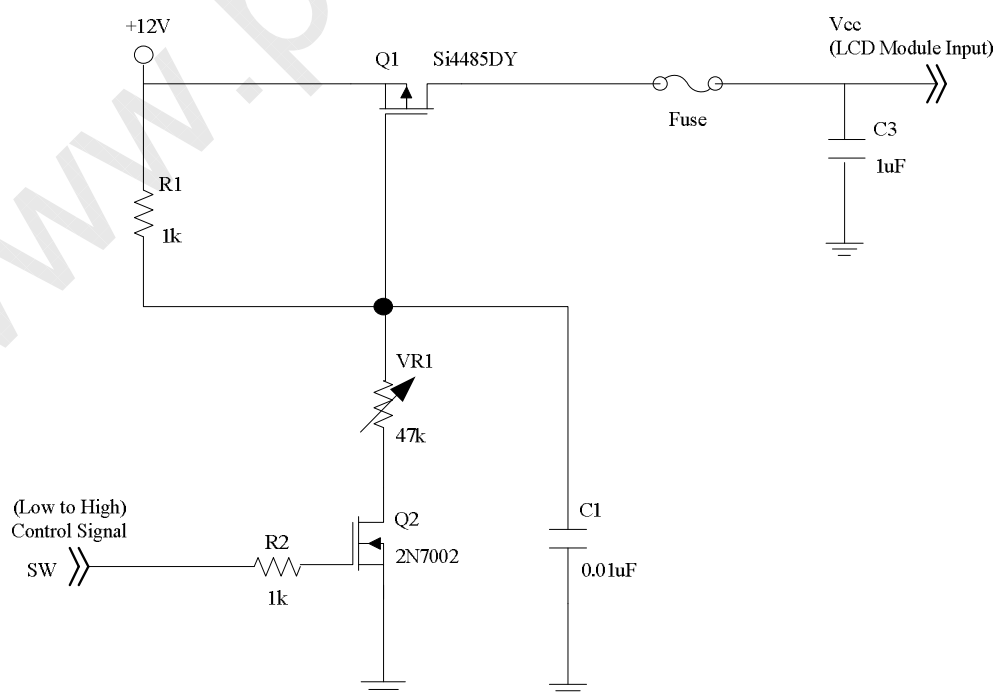 +12V
Vcc
(LCD Module Input)
Q1
Si4485DY
Fuse
C3
1uF
R1
1k
VR1
47k
(Low to High)
Control Signal
SW
R2
1k
Q2
2N7002
C1
0.01uF
www.p